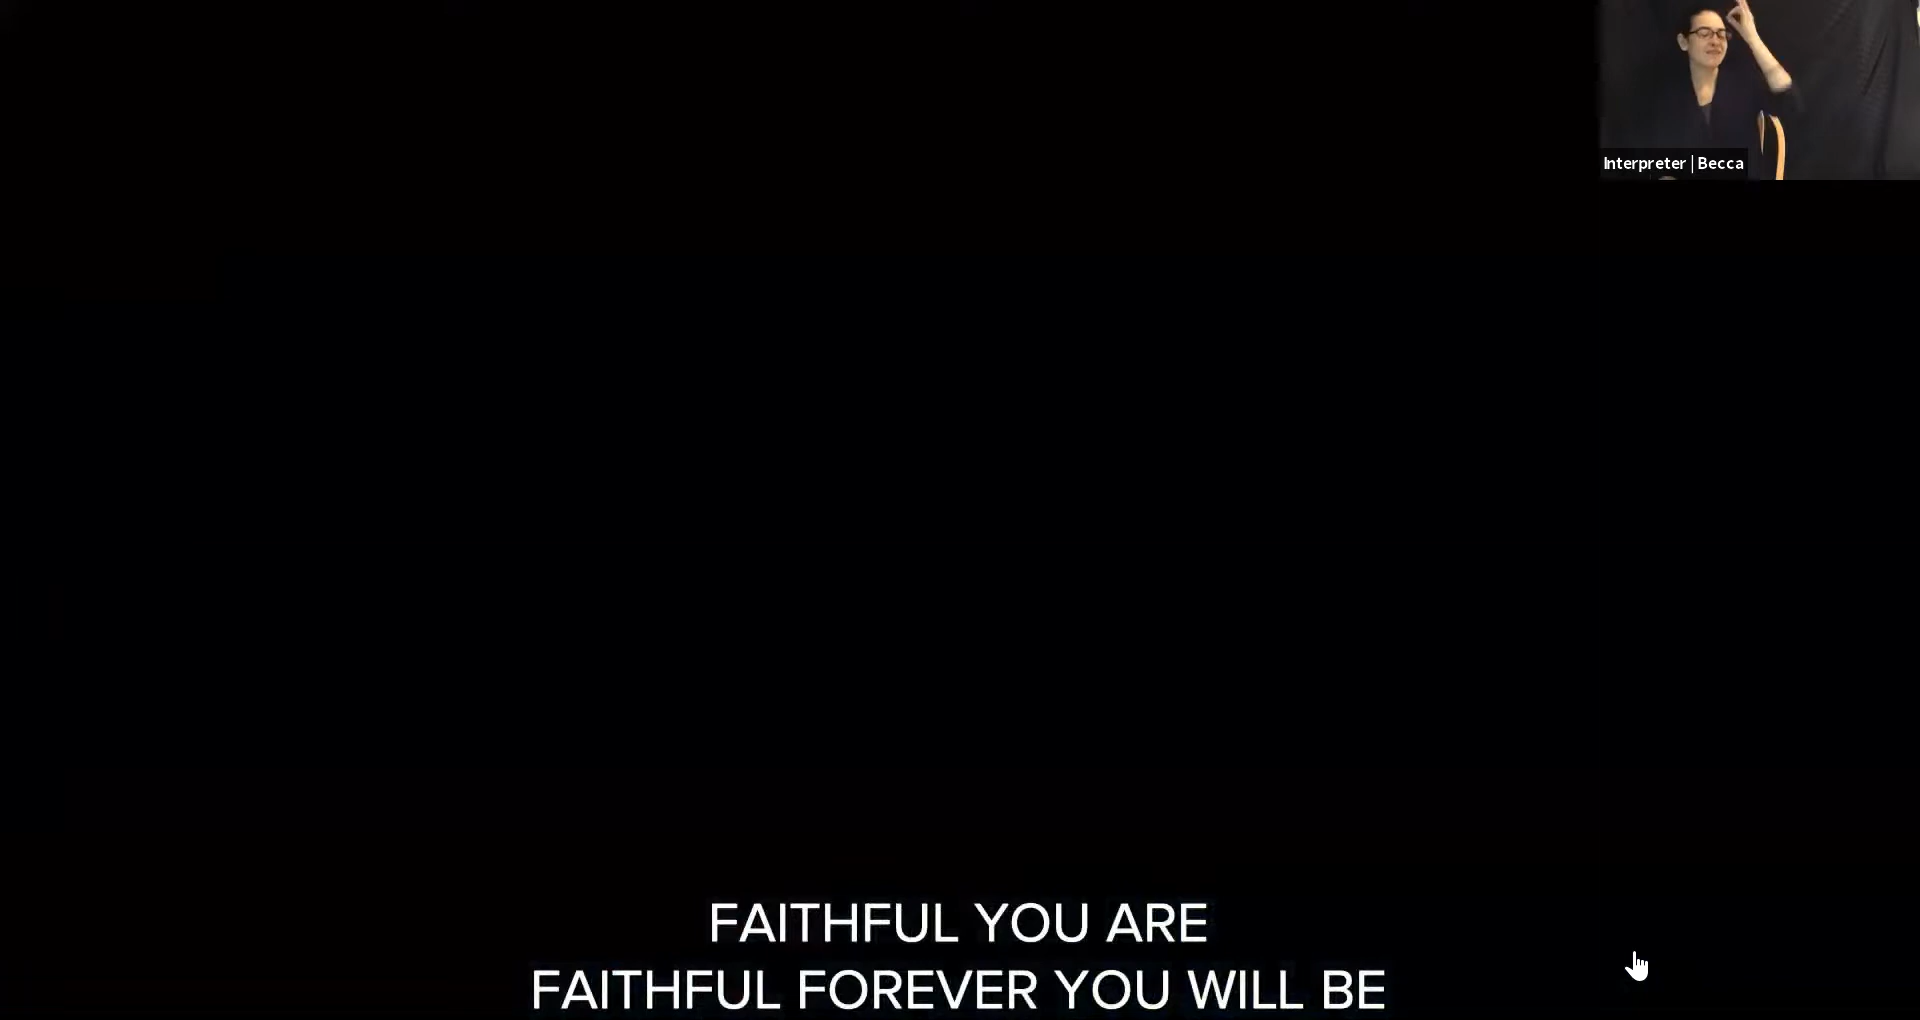 Interpreter | Becca
FAITHFUL YOU ARE
FAITHFUL FOREVER YOU WILL BE